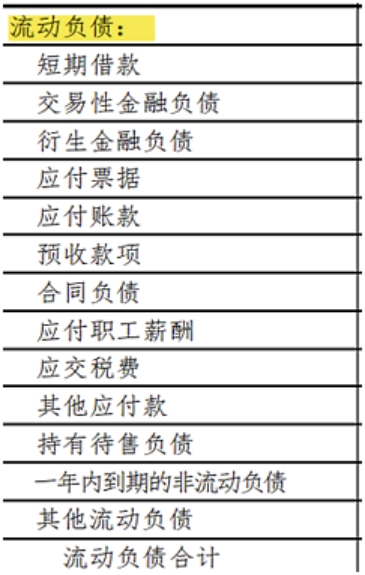 流动负债：
短期借款
交易性金融负债
衍生金融负债
应付票据
应付账款
预收款项
合同负债
应付职工薪酬
应交税费
其他应付款
持有待售负债
一年内到期的非流动负债
其他流动负债
流动负债合计